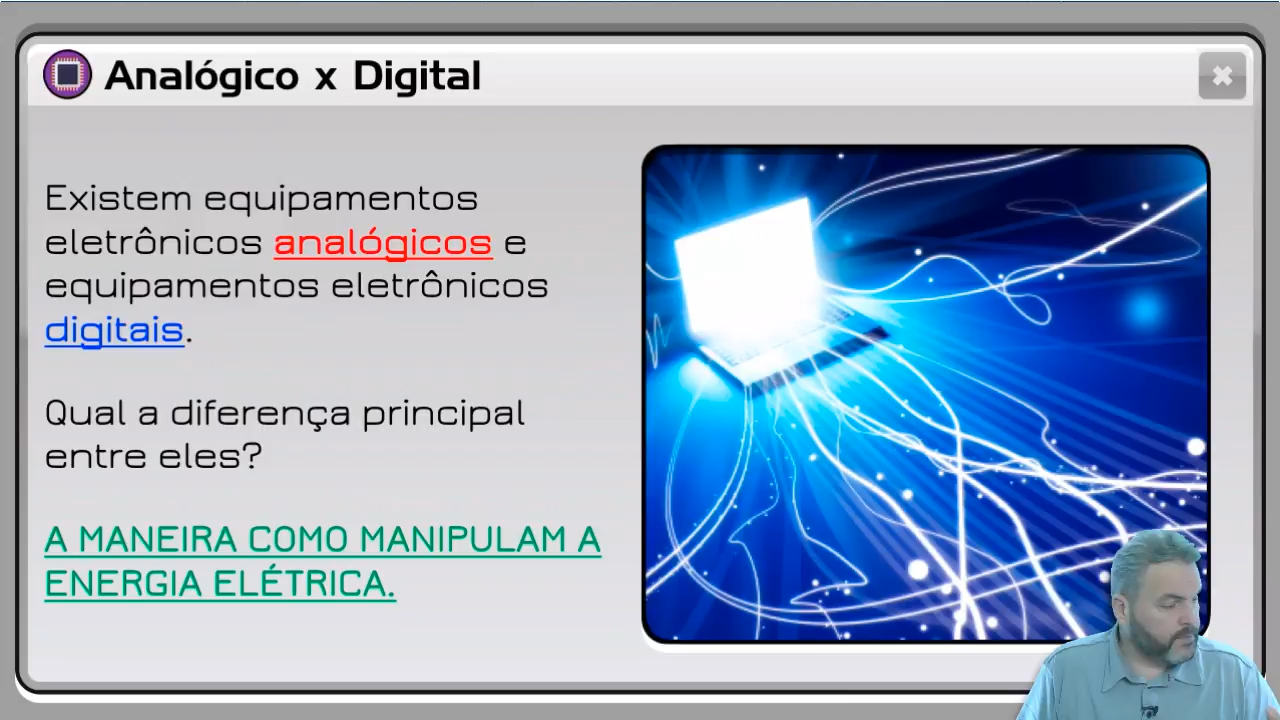 Analógico x Digital
Existem equipamentos
eletrônicos analógicos e
equipamentos eletrônicos
digitais.
Qual a diferença principal
entre eles?
A MANEIRA COMO MANIPULAM A
ENERGIA ELÉTRICA.